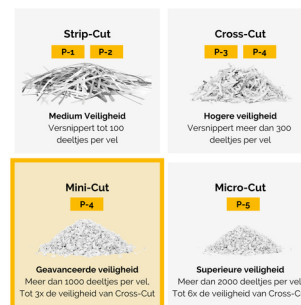 Strip-Cut
P-1 P-2
Medium Veiligheid
Versnippert tot 100
deeltjes per vel
Cross-Cut
P-3 P-4
Hogere veiligheid
Versnippert meer dan 300
deeltjes per vel
Mini-Cut
P-4
Geavanceerde veiligheid
Meer dan 1000 deeltjes per vel,
Tot 3x de veiligheid van Cross-Cut
Micro-Cut
P-5
Superieure veiligheid
Meer dan 2000 deeltjes per vel
Tot 6x de veiligheid van Cross-C